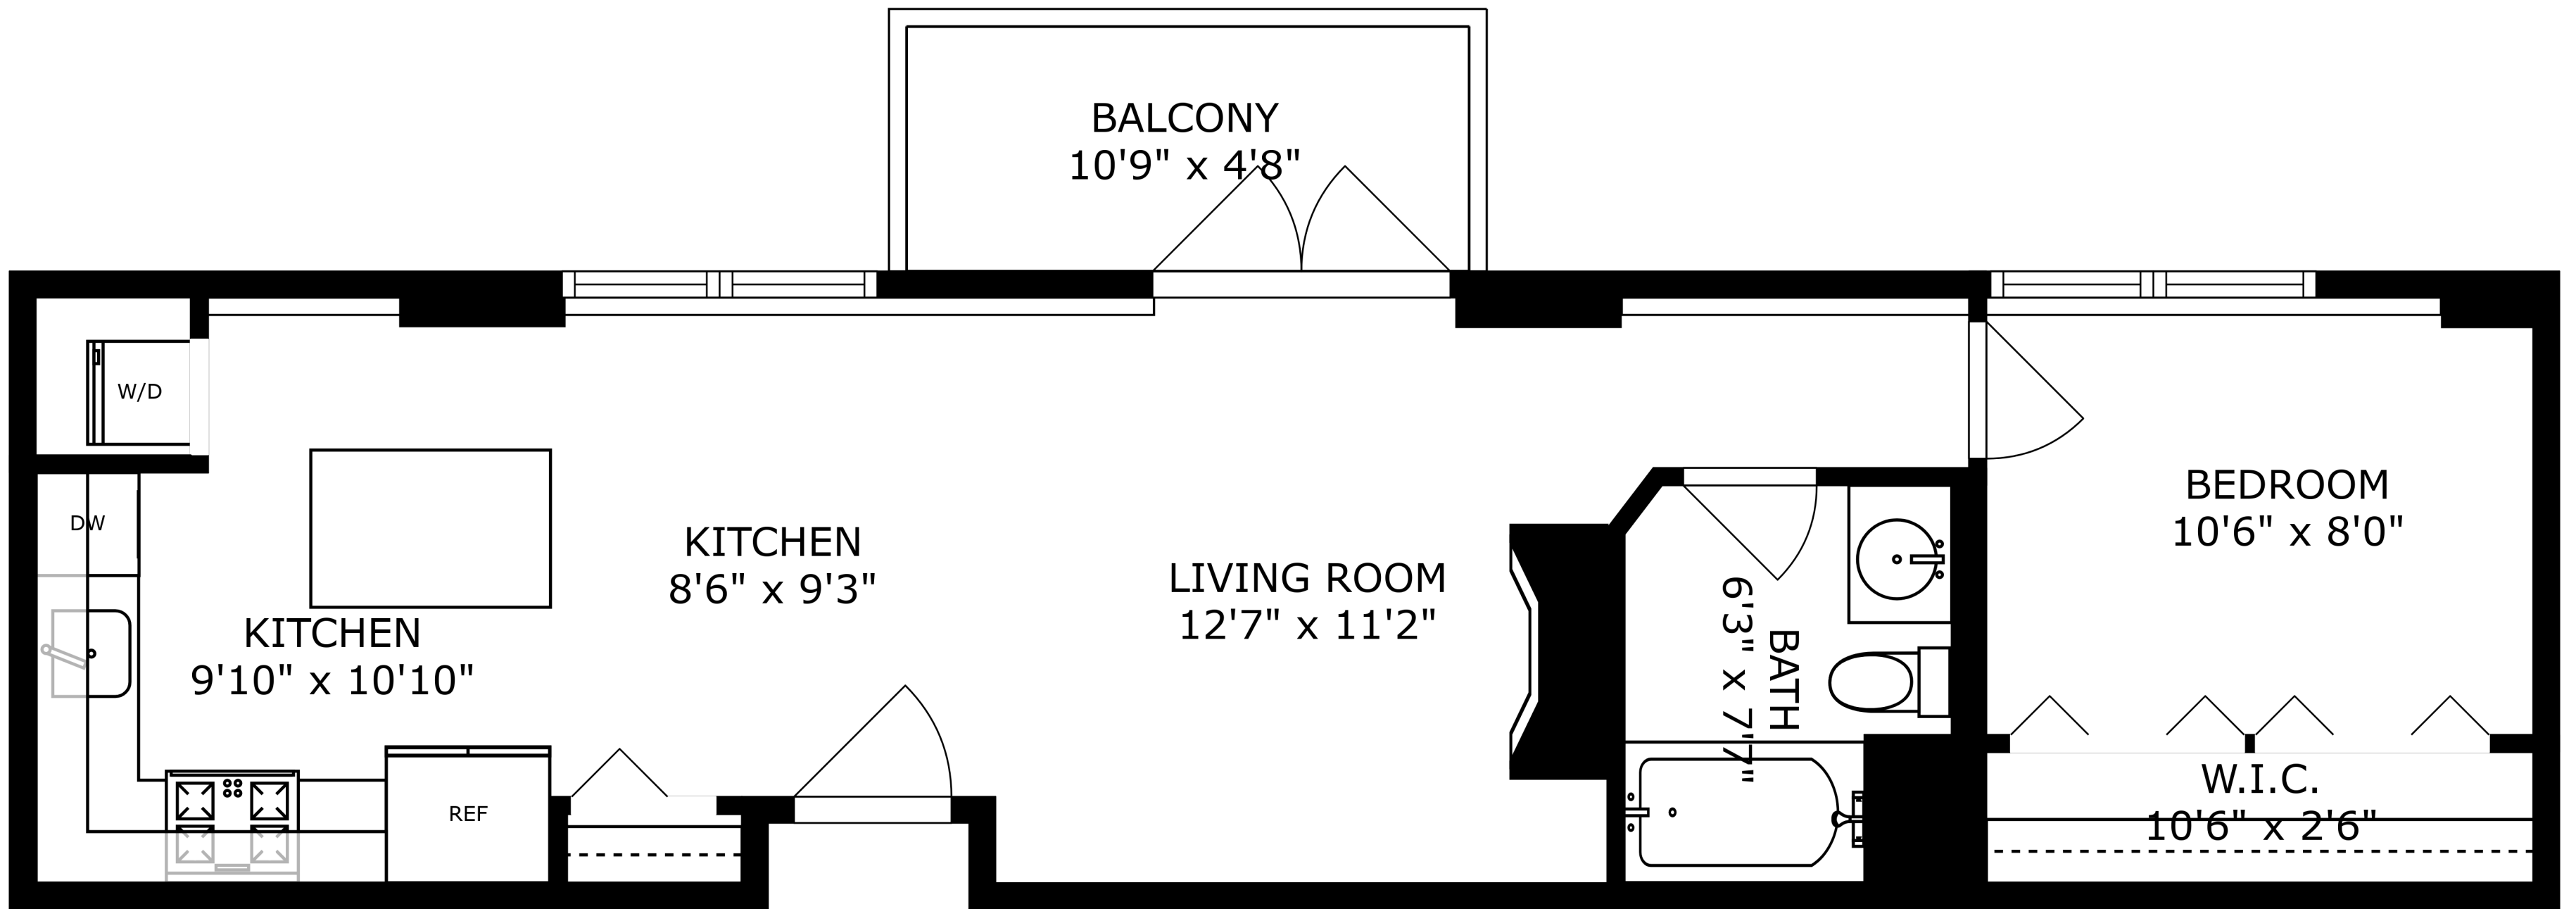 BALCONY
10'9" x 4'8"
W/D
DW
KITCHEN
9'10" x 10'10"
REF
KITCHEN
8'6" x 9'3"
LIVING ROOM
12'7" x 11'2"
BATH
6'3" x 7'7"
BEDROOM
10'6" x 8'0"
W.I.C.
10'6" x 2'6"